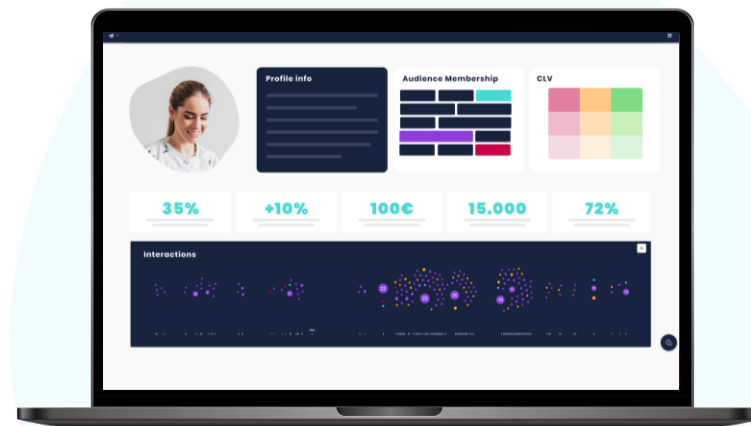 Profile info
Audience Membership
CLV
35%
+10%
100€
15.000
72%
Interactions